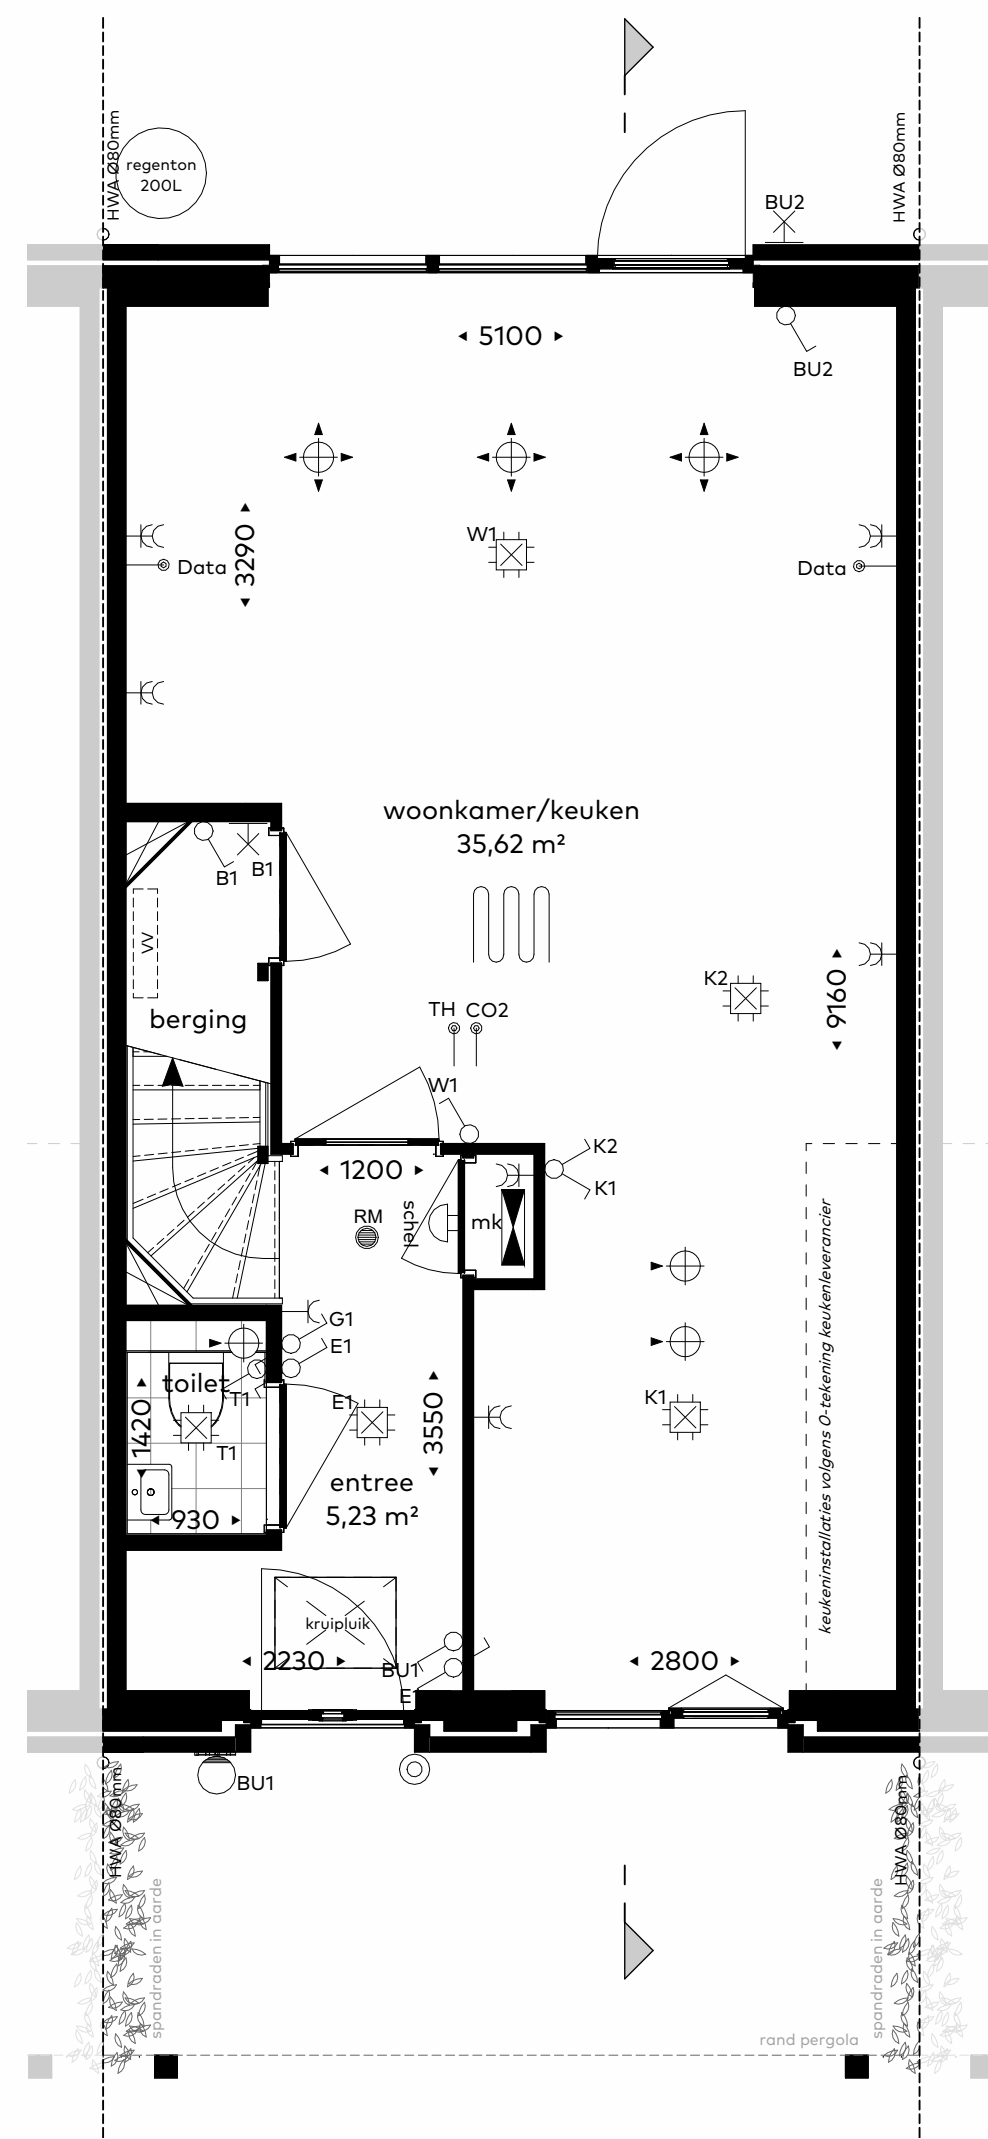 HWA Ø80mm
regenton
200L
HWA Ø80mm
BU2
5100
BU2
W1
3290
Data
Data
woonkamer/keuken
35,62 m²
B1
B1
VV
K2
9160
berging
TH
CO2
W1
K2
1200
K1
RM
schel
mk
keukeninstallaties volgens 0-tekening keukenleverancier
G1
E1
toilet
T1
E1
K1
1420
T1
3550
entree
5,23 m²
930
kruipluik
2230
BU1
2800
E1
BU1
HWA Ø80mm
HWA Ø80mm
spandraden in aarde
spandraden in aarde
rand pergola